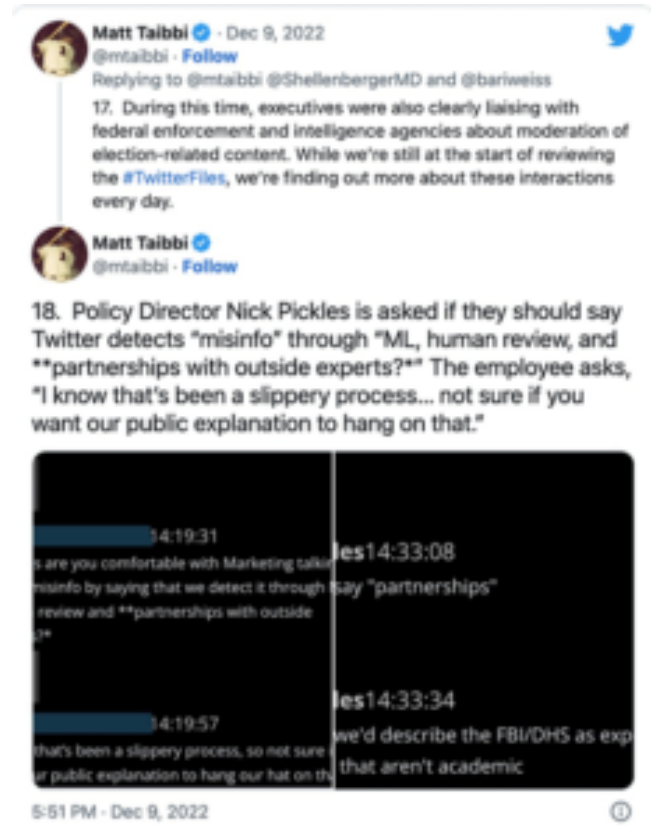 Matt Taibbi · Dec 9, 2022
@mtaibbi · Follow
Replying to @mtaibbi @ShellenbergerMD and @bariweiss
17. During this time, executives were also clearly liaising with
federal enforcement and intelligence agencies about moderation of
election-related content. While we're still at the start of reviewing
the #TwitterFiles, we're finding out more about these interactions
every day.
Matt Taibbi
@mtaibbi · Follow
18. Policy Director Nick Pickles is asked if they should say
Twitter detects "misinfo" through "ML, human review, and
**partnerships with outside experts?*" The employee asks,
"I know that's been a slippery process... not sure if you
want our public explanation to hang on that."
14:19:31
s are you comfortable with Marketing talkin
misinfo by saying that we detect it through
review and **partnerships with outside
s?*
14:19:57
that's been a slippery process, so not sure
ur public explanation to hang our hat on th
les14:33:08
say "partnerships"
les14:33:34
we'd describe the FBI/DHS as exp
that aren't academic
5:51 PM · Dec 9, 2022